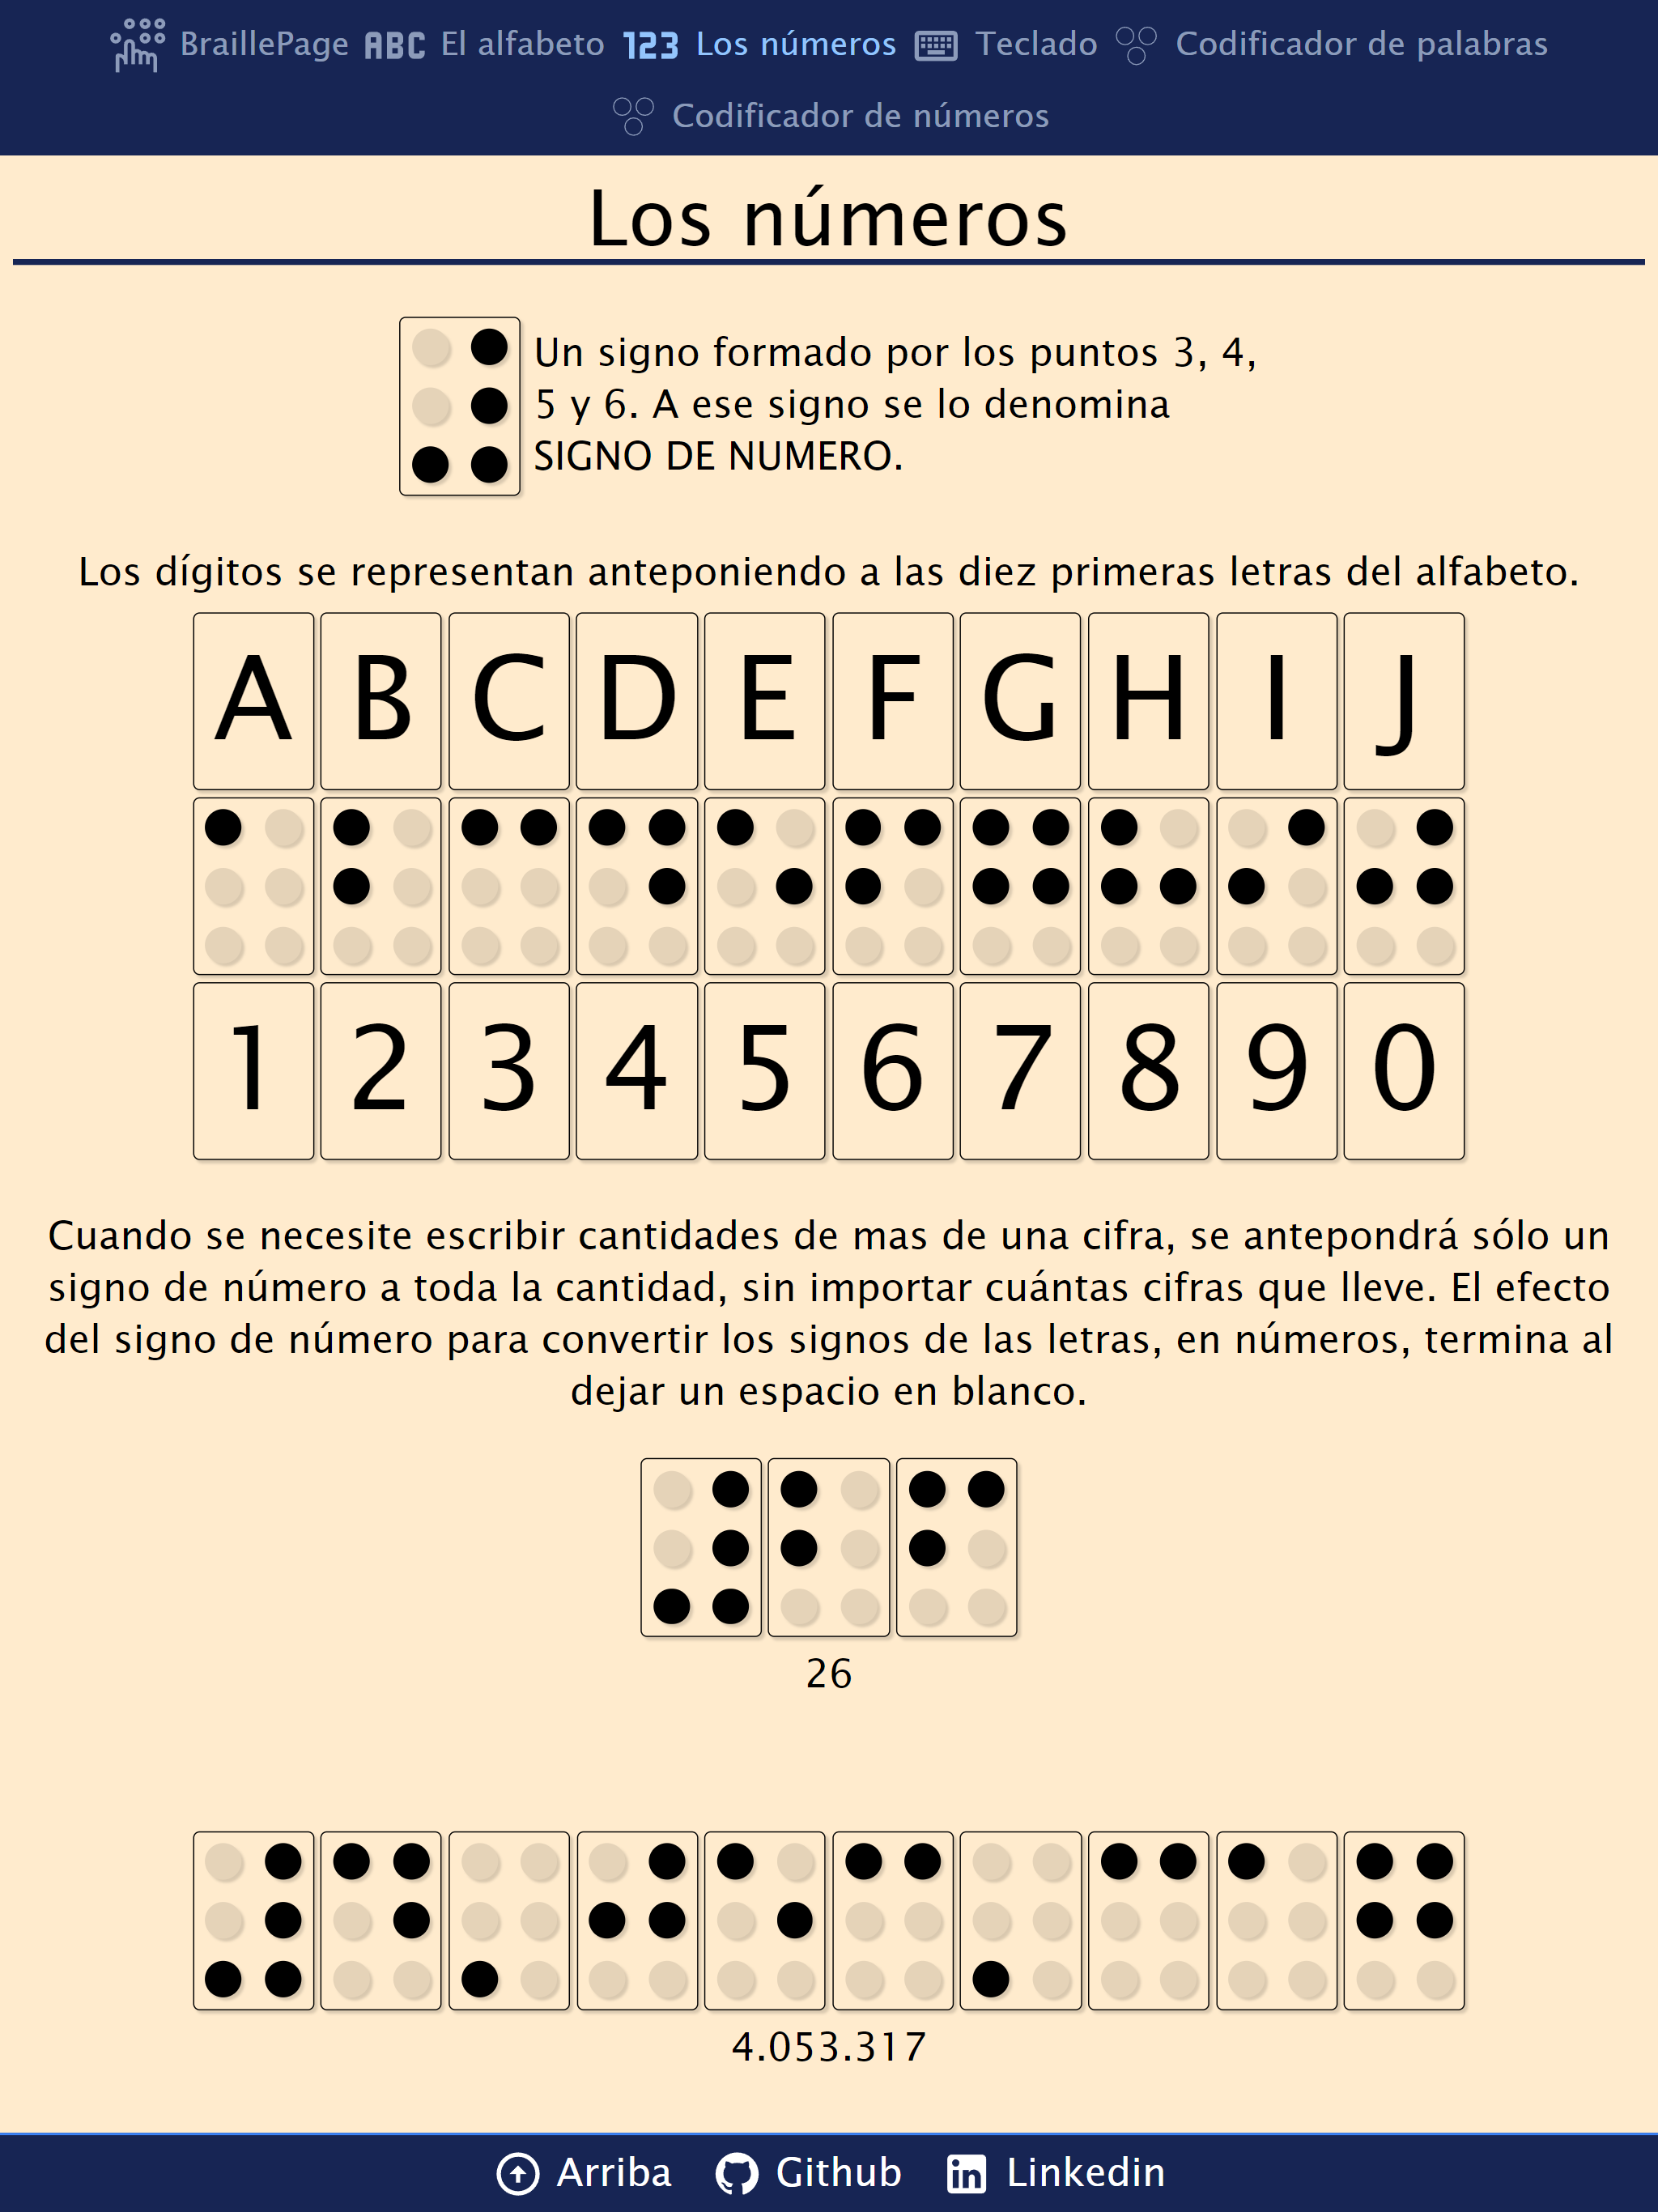 BraillePage ABC El alfabeto 123 Los números Teclado Codificador de palabras
Codificador de números
Los números
Un signo formado por los puntos 3, 4,
5 y 6. A ese signo se lo denomina
SIGNO DE NUMERO.
Los dígitos se representan anteponiendo a las diez primeras letras del alfabeto.
A B C D E F G H I J
1 2 3 4 5 6 7 8 9 0
Cuando se necesite escribir cantidades de mas de una cifra, se antepondrá sólo un
signo de número a toda la cantidad, sin importar cuántas cifras que lleve. El efecto
del signo de número para convertir los signos de las letras, en números, termina al
dejar un espacio en blanco.
26
4.053.317
Arriba Github Linkedin